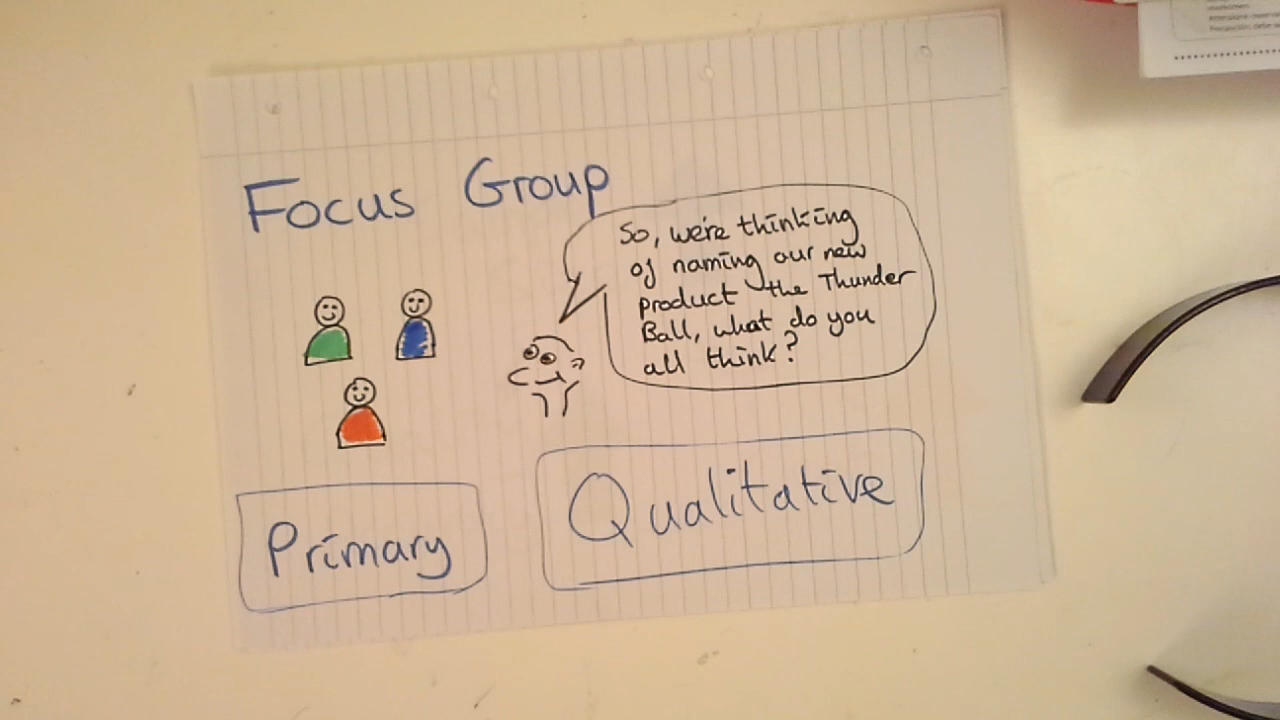 Focus Group
So, we're thinking
of naming our new
product the Thunder
Ball, what do you
all think?
Primary
Qualitative